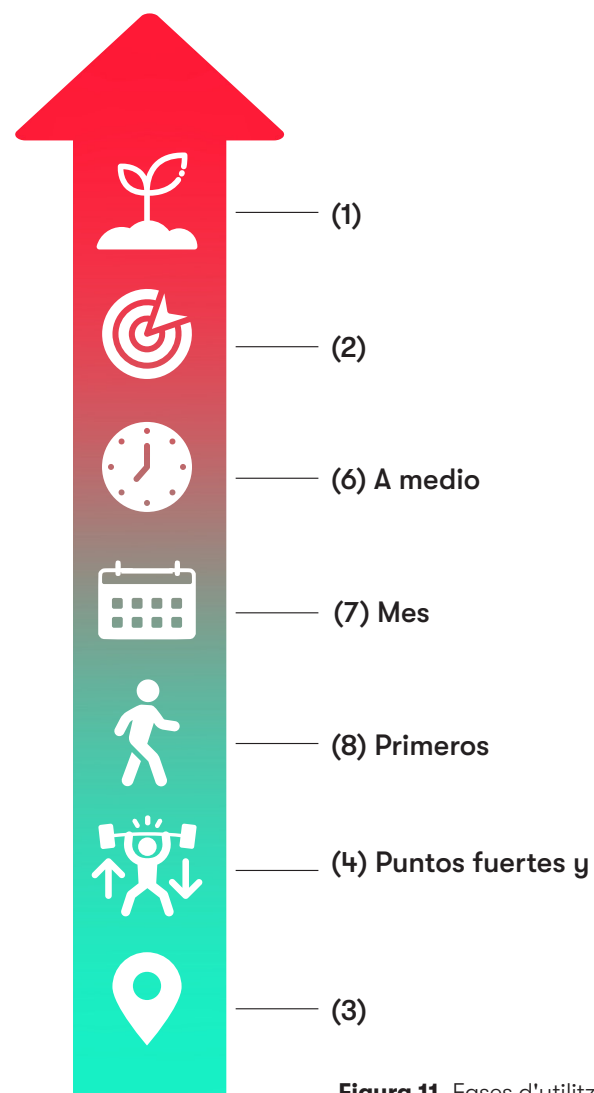 (1)
(2)
(6) A medio
(7) Mes
(8) Primeros
(4) Puntos fuertes y
(3)
Figura 11. Fases d'utilitz